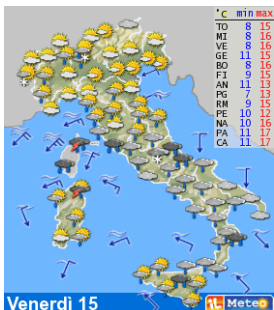 °C min max
TO 8 15
MI 8 16
VE 8 16
GE 11 15
BO 8 16
FI 9 15
AN 11 13
PG 7 13
RM 9 15
PE 10 12
NA 10 16
PA 11 17
CA 11 17
Venerdì 15
iL Meteo